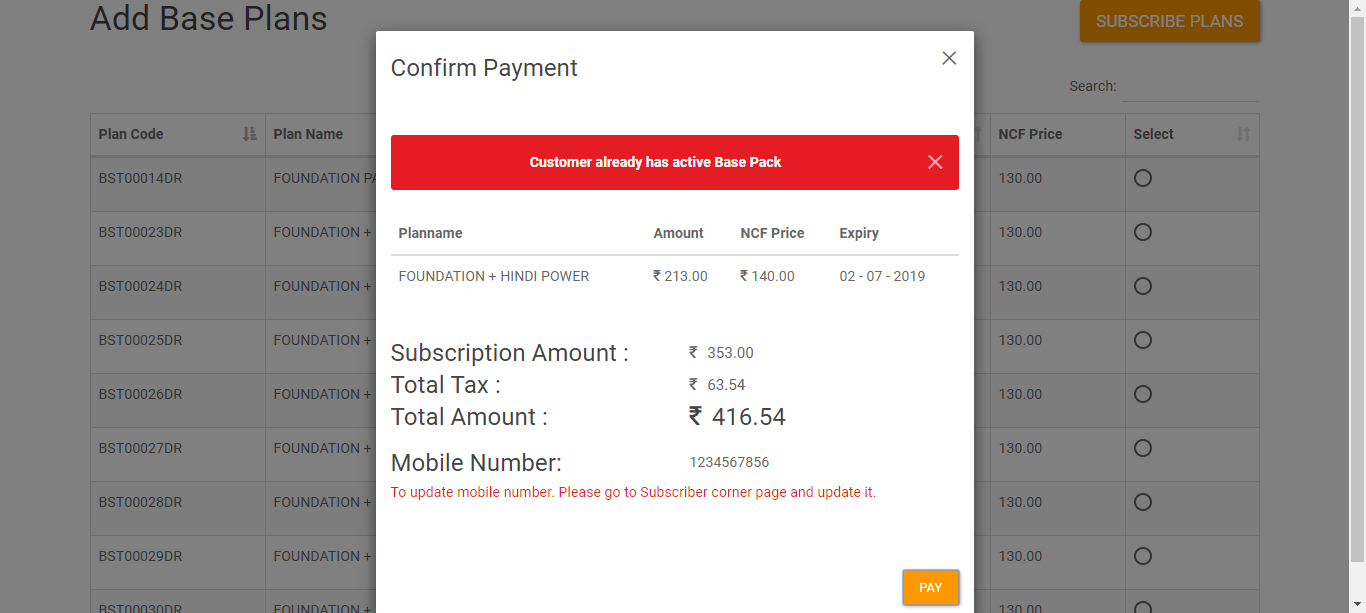 Add Base Plans
SUBSCRIBE PLANS
Confirm Payment
Search:
Plan Code Plan Name NCF Price Select
Customer already has active Base Pack
BST00014DR FOUNDATION 130.00
BST00023DR FOUNDATION + 130.00
Planname Amount NCF Price Expiry
FOUNDATION + HINDI POWER ₹ 213.00 ₹ 140.00 02 - 07 - 2019
BST00024DR FOUNDATION + 130.00
BST00025DR FOUNDATION + 130.00
Subscription Amount : ₹ 353.00
Total Tax : ₹ 63.54
BST00026DR FOUNDATION + 130.00
Total Amount : ₹ 416.54
BST00027DR FOUNDATION + 130.00
Mobile Number: 1234567856
To update mobile number. Please go to Subscriber corner page and update it.
BST00028DR FOUNDATION + 130.00
BST00029DR FOUNDATION + 130.00
PAY
BST00030DR FOUNDATION + 130.00